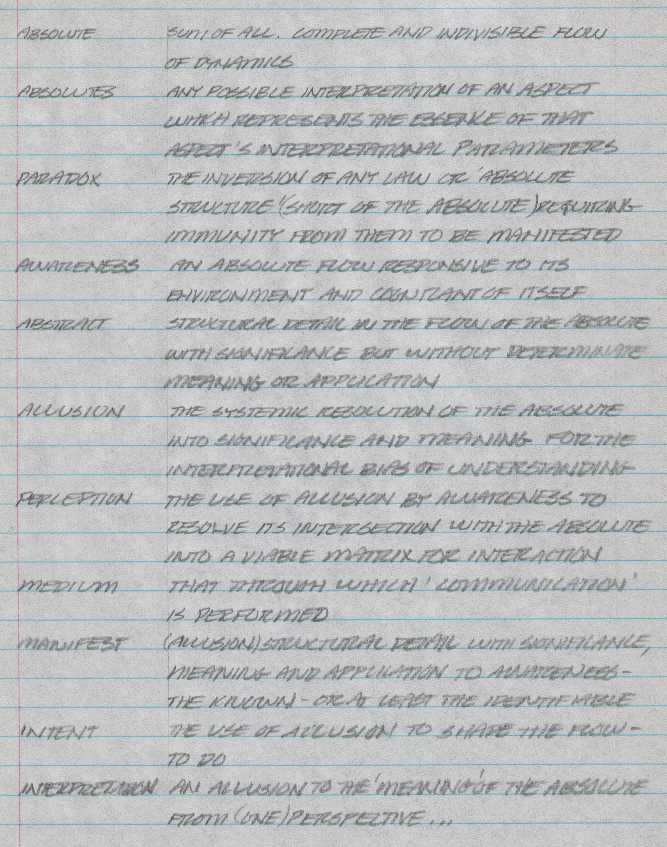 ABSOLUTE SUM OF ALL. COMPLETE AND INDIVISIBLE FLOW
OF DYNAMICS
ABSOLUTES ANY POSSIBLE INTERPRETATION OF AN ASPECT
WHICH REPRESENTS THE ESSENCE OF THAT
ASPECT'S INTERPRETATIONAL PARAMETERS
PARADOX THE INVERSION OF ANY LAW OR 'ABSOLUTE
STRUCTURE' (SHORT OF THE ABSOLUTE) REQUIRING
IMMUNITY FROM THEM TO BE MANIFESTED
AWARENESS AN ABSOLUTE FLOW RESPONSIVE TO ITS
ENVIRONMENT AND COGNIZANT OF ITSELF
ABSTRACT STRUCTURAL DETAIL IN THE FLOW OF THE ABSOLUTE
WITH SIGNIFICANCE BUT WITHOUT DETERMINATE
MEANING OR APPLICATION
ALLUSION THE SYSTEMIC RESOLUTION OF THE ABSOLUTE
INTO SIGNIFICANCE AND MEANING FOR THE
INTERPRETATIONAL BIAS OF UNDERSTANDING
PERCEPTION THE USE OF ALLUSION BY AWARENESS TO
RESOLVE ITS INTERSECTION WITH THE ABSOLUTE
INTO A VIABLE MATRIX FOR INTERACTION
MEDIUM THAT THROUGH WHICH 'COMMUNICATION'
IS PERFORMED
MANIFEST (ALLUSION) STRUCTURAL DETAIL WITH SIGNIFICANCE,
MEANING AND APPLICATION TO AWARENESS -
THE KNOWN - OR AT LEAST THE IDENTIFIABLE
INTENT THE USE OF ALLUSION TO SHAPE THE FLOW -
TO DO
INTERPRETATION AN ALLUSION TO THE 'MEANING' OF THE ABSOLUTE
FROM (ONE) PERSPECTIVE...